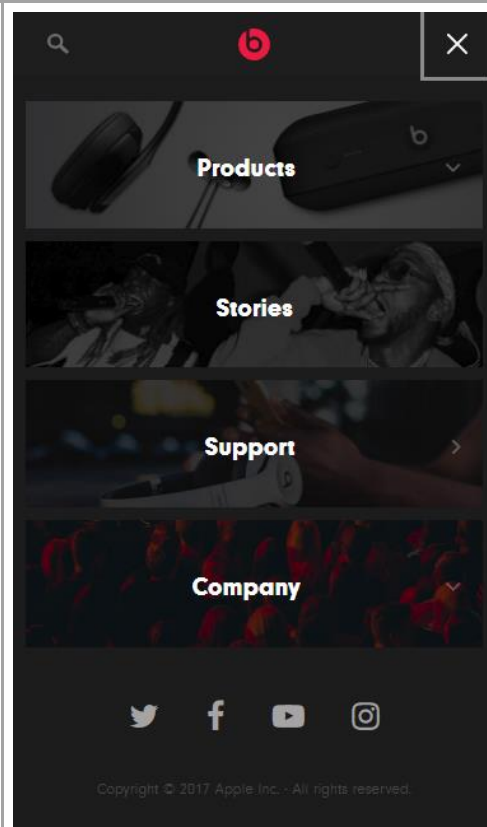 Products
Stories
Support
Company
Copyright © 2017 Apple Inc. - All rights reserved.